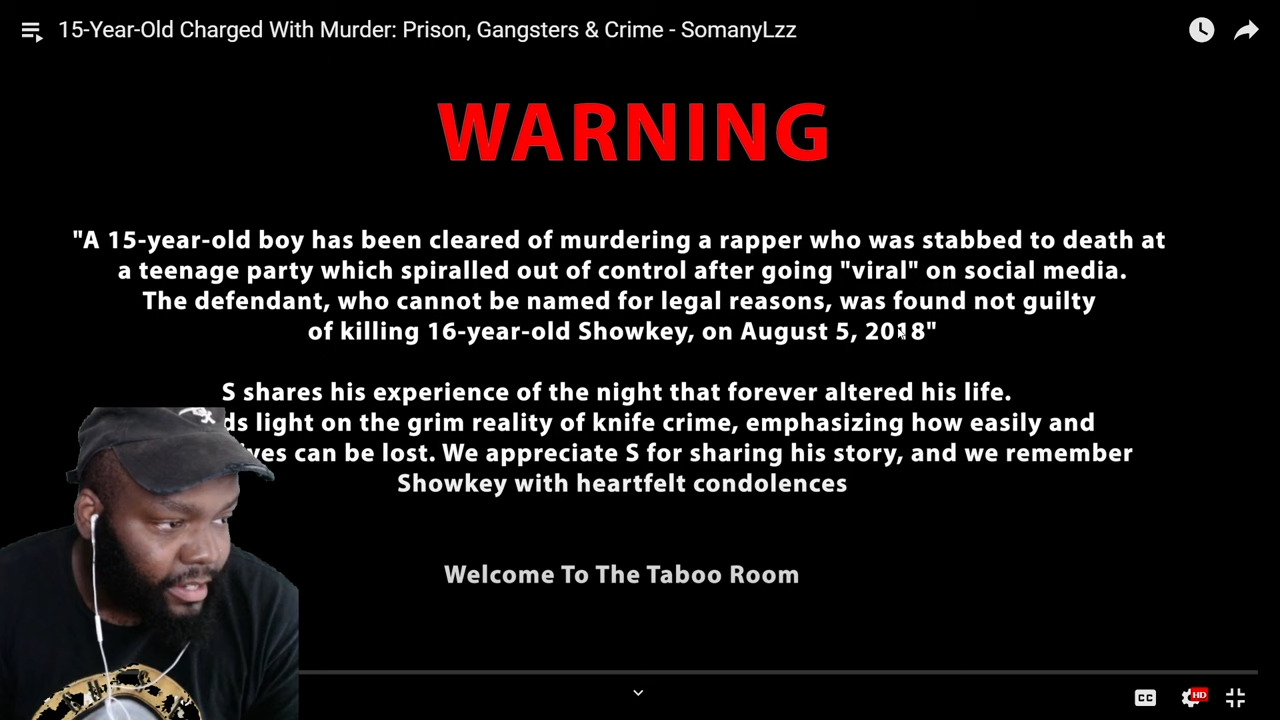 15-Year-Old Charged With Murder: Prison, Gangsters & Crime - SomanyLzz
WARNING
"A 15-year-old boy has been cleared of murdering a rapper who was stabbed to death at
a teenage party which spiralled out of control after going "viral" on social media.
The defendant, who cannot be named for legal reasons, was found not guilty
of killing 16-year-old Showkey, on August 5, 2018"
S shares his experience of the night that forever altered his life.
ds light on the grim reality of knife crime, emphasizing how easily and
ves can be lost. We appreciate S for sharing his story, and we remember
Showkey with heartfelt condolences
Welcome To The Taboo Room
CC
HD